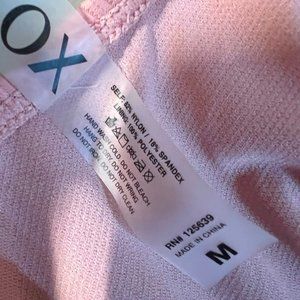 OX
SELF: 82% NYLON / 18% SPANDEX
LINING: 100% POLYESTER
HAND WASH COLD. DO NOT BLEACH
HANG TO DRY. DO NOT WRING
DO NOT IRON. DO NOT DRY CLEAN
RN# 125639
MADE IN CHINA
M